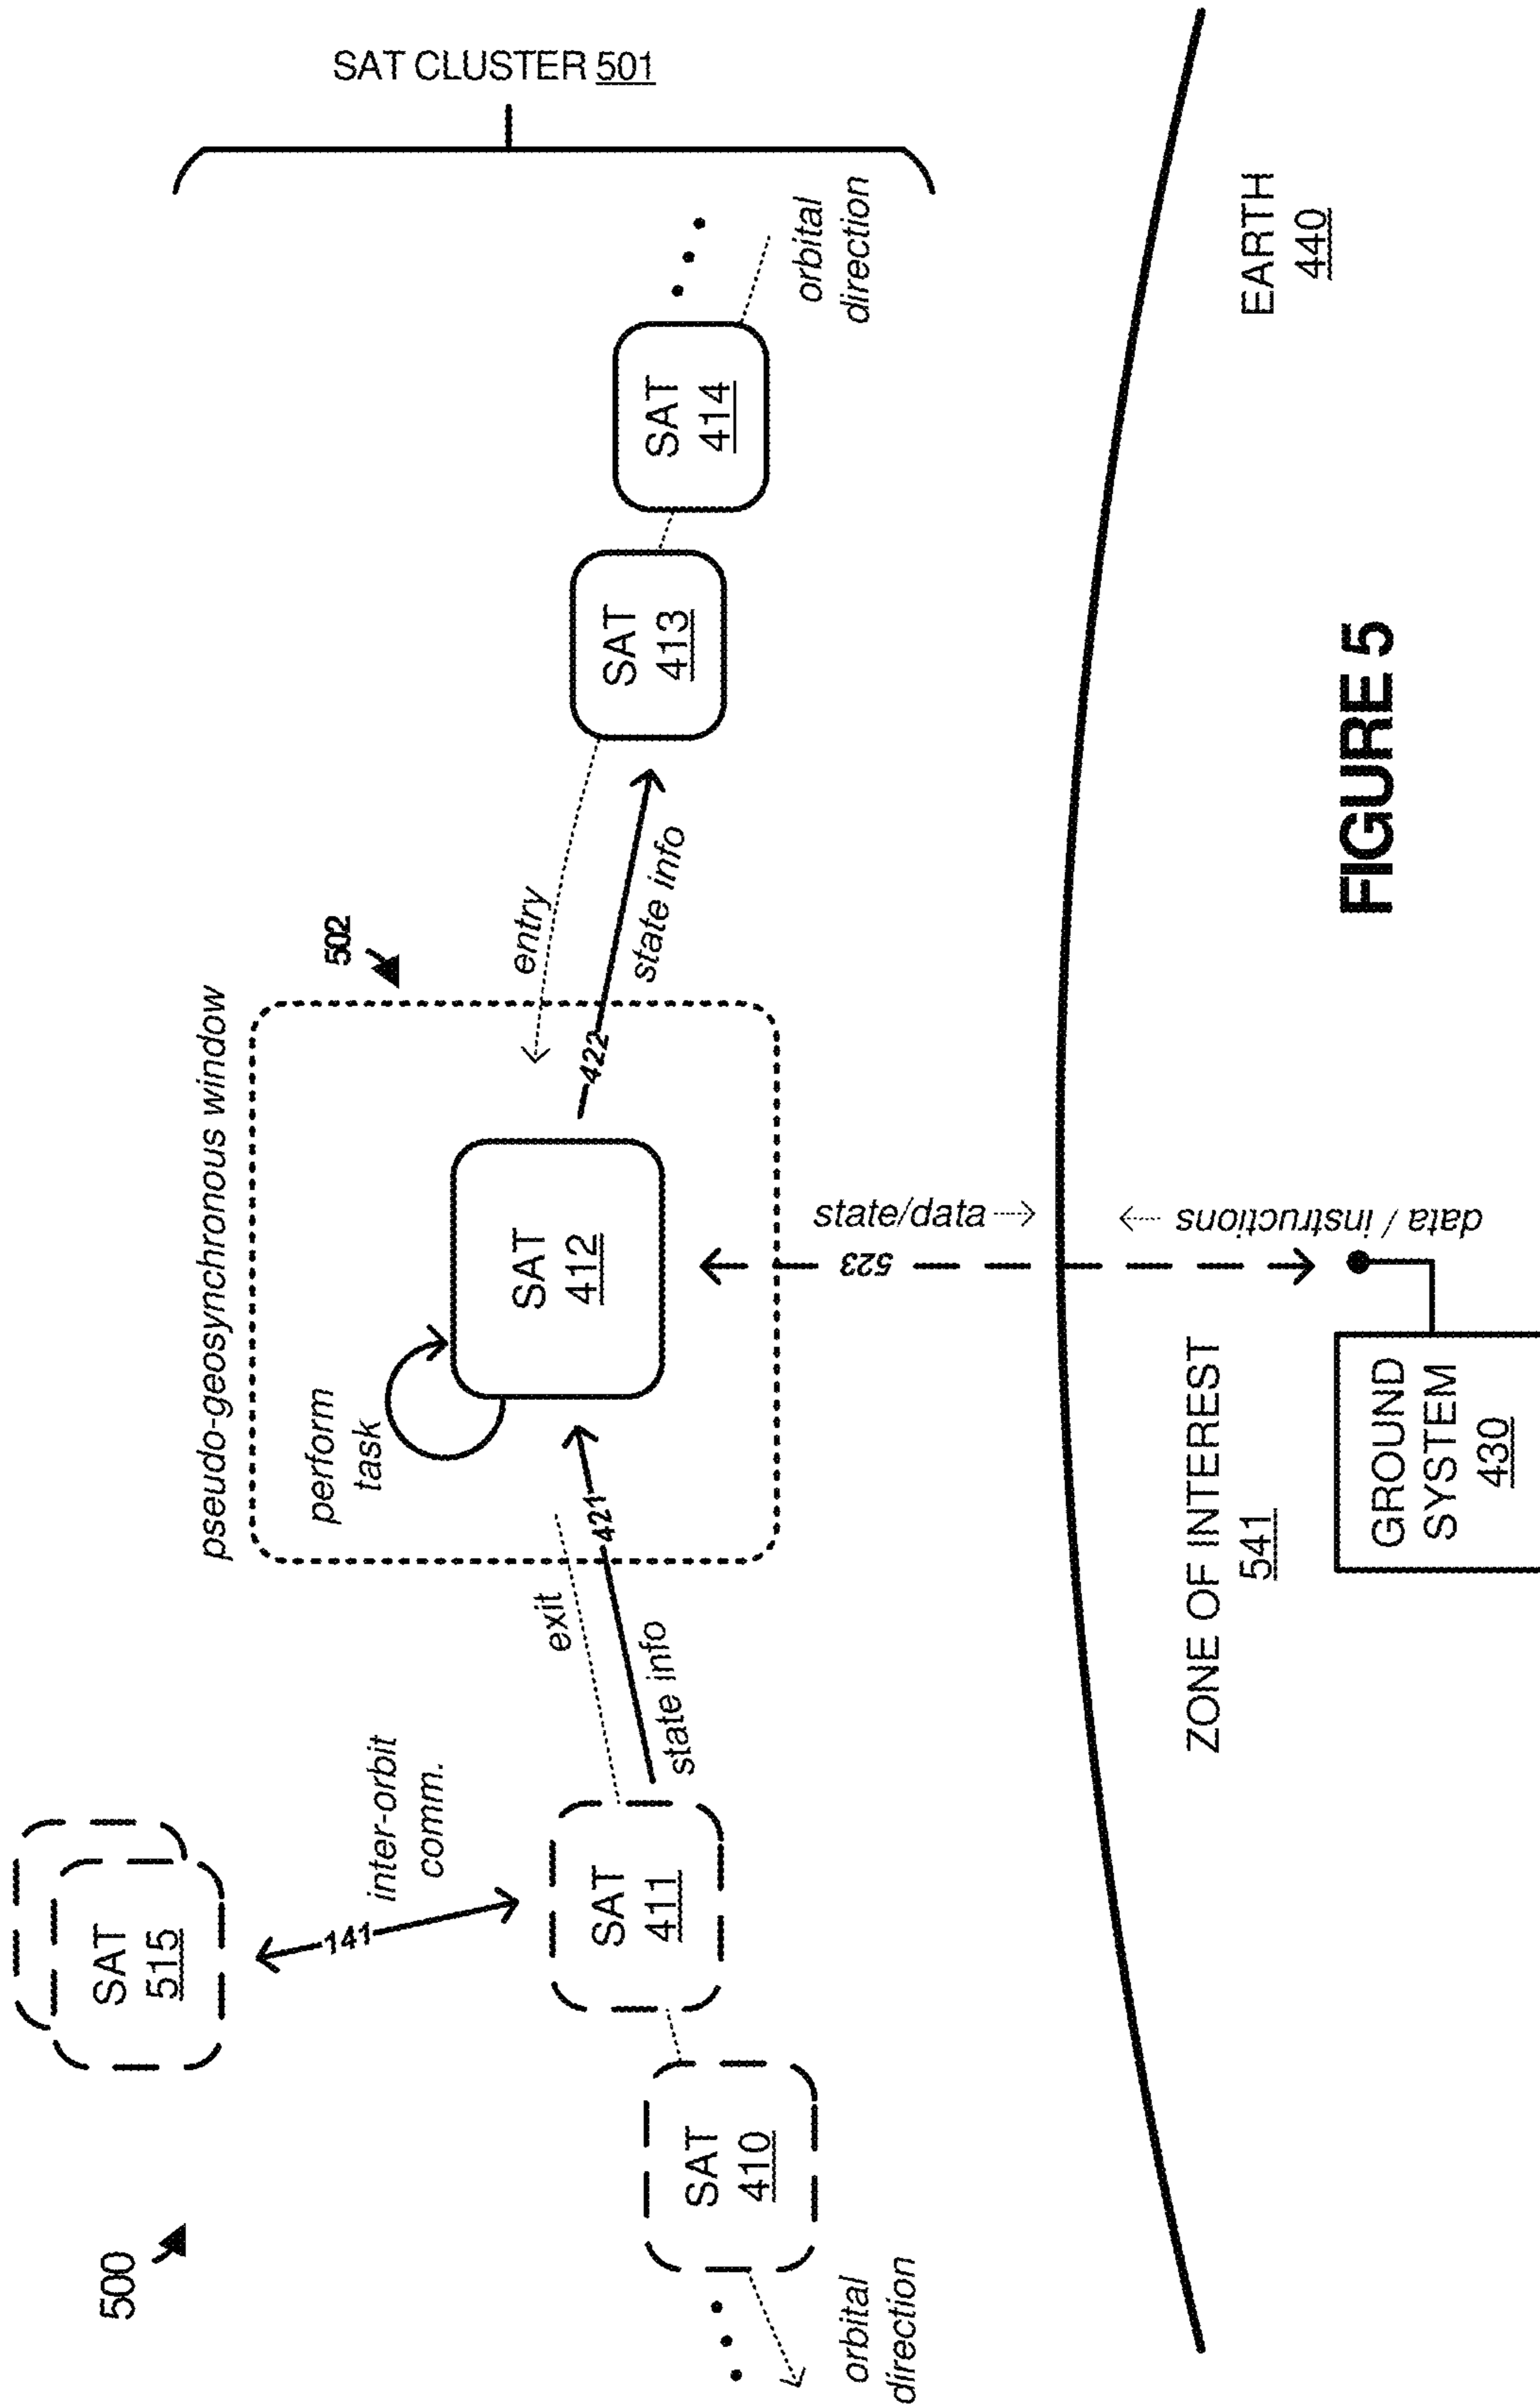 500
SAT
515
141
inter-orbit
comm.
SAT CLUSTER 501
pseudo-geosynchronous window
502
perform
task
SAT
412
exit
421
state info
entry
422
state info
SAT
410
SAT
411
SAT
413
SAT
414
orbital
direction
orbital
direction
state/data
523
data / instructions
ZONE OF INTEREST
541
EARTH
440
GROUND
SYSTEM
430
FIGURE 5